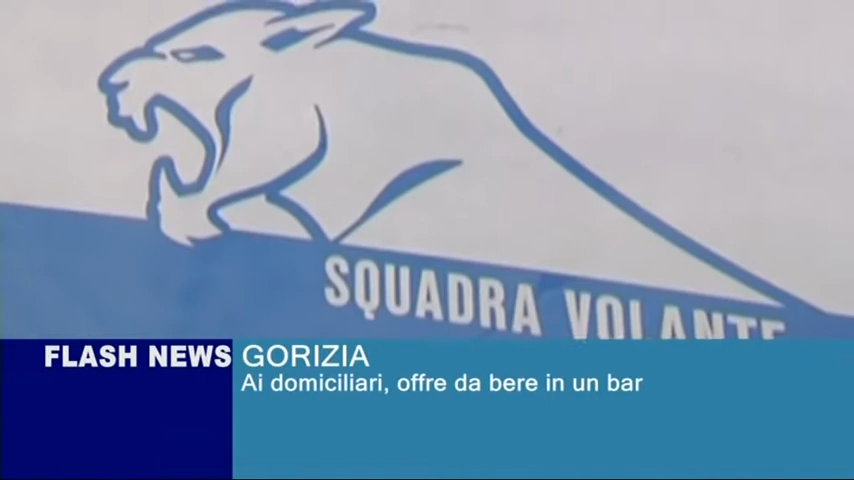 SQUADRA VOLANTE
FLASH NEWS
GORIZIA
Ai domiciliari, offre da bere in un bar